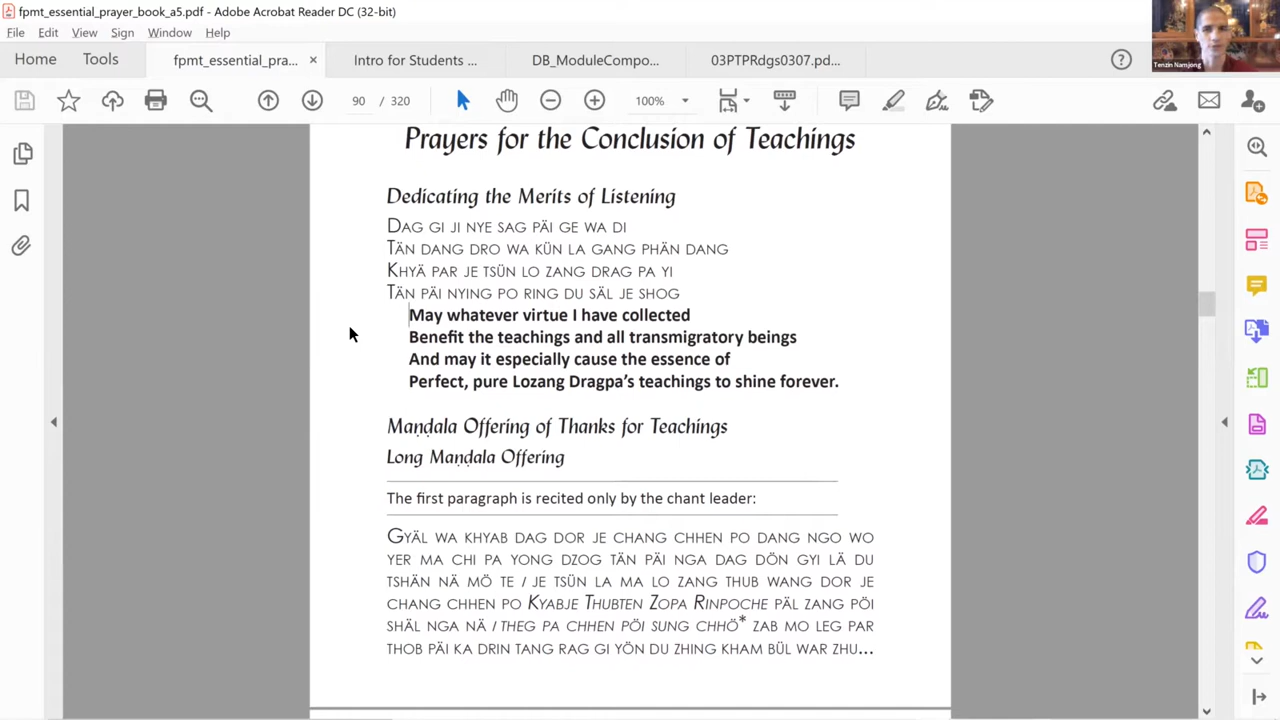 fpmt_essential_prayer_book_a5.pdf - Adobe Acrobat Reader DC (32-bit)
File Edit View Sign Window Help
Home Tools fpmt_essential_pra... × Intro for Students ... DB_ModuleCompo... 03PTPRdgs0307.pd...
90 / 320 100%
Tenzin Namjong
Prayers for the Conclusion of Teachings
Dedicating the Merits of Listening
DAG GI JI NYE SAG PÄI GE WA DI
TÄN DANG DRO WA KÜN LA GANG PHÄN DANG
KHYÄ PAR JE TSÜN LO ZANG DRAG PA YI
TÄN PÄI NYING PO RING DU SÄL JE SHOG
May whatever virtue I have collected
Benefit the teachings and all transmigratory beings
And may it especially cause the essence of
Perfect, pure Lozang Dragpa’s teachings to shine forever.
Maṇḍala Offering of Thanks for Teachings
Long Maṇḍala Offering
The first paragraph is recited only by the chant leader:
GYÄL WA KHYAB DAG DOR JE CHANG CHHEN PO DANG NGO WO
YER MA CHI PA YONG DZOG TÄN PÄI NGA DAG DÖN GYI LÄ DU
TSHÄN NÄ MÖ TE / JE TSÜN LA MA LO ZANG THUB WANG DOR JE
CHANG CHHEN PO KYABJE THUBTEN ZOPA RINPOCHE PÄL ZANG PÖI
SHÄL NGA NÄ / THEG PA CHHEN PÖI SUNG CHHÖ* ZAB MO LEG PAR
THOB PÄI KA DRIN TANG RAG GI YÖN DU ZHING KHAM BÜL WAR ZHU...